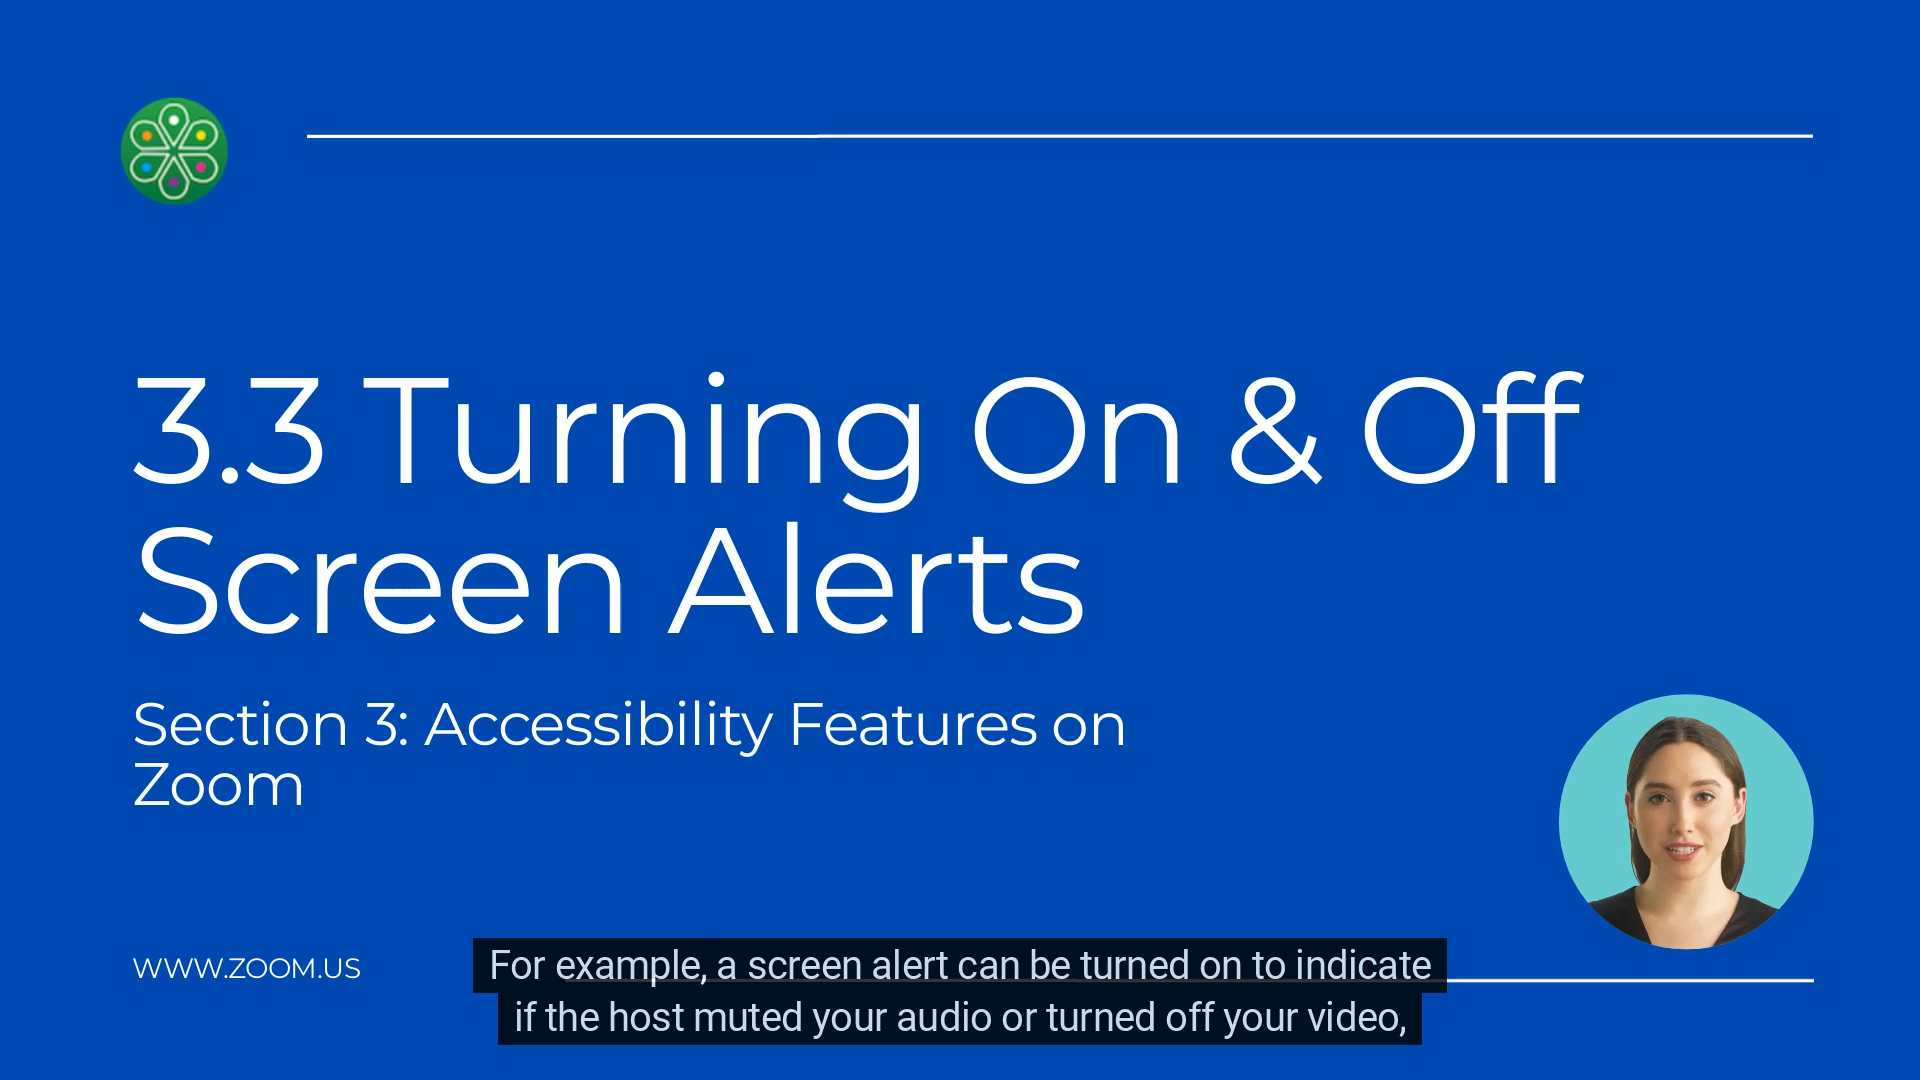 3.3 Turning On & Off
Screen Alerts
Section 3: Accessibility Features on
Zoom
WWW.ZOOM.US
For example, a screen alert can be turned on to indicate
if the host muted your audio or turned off your video,